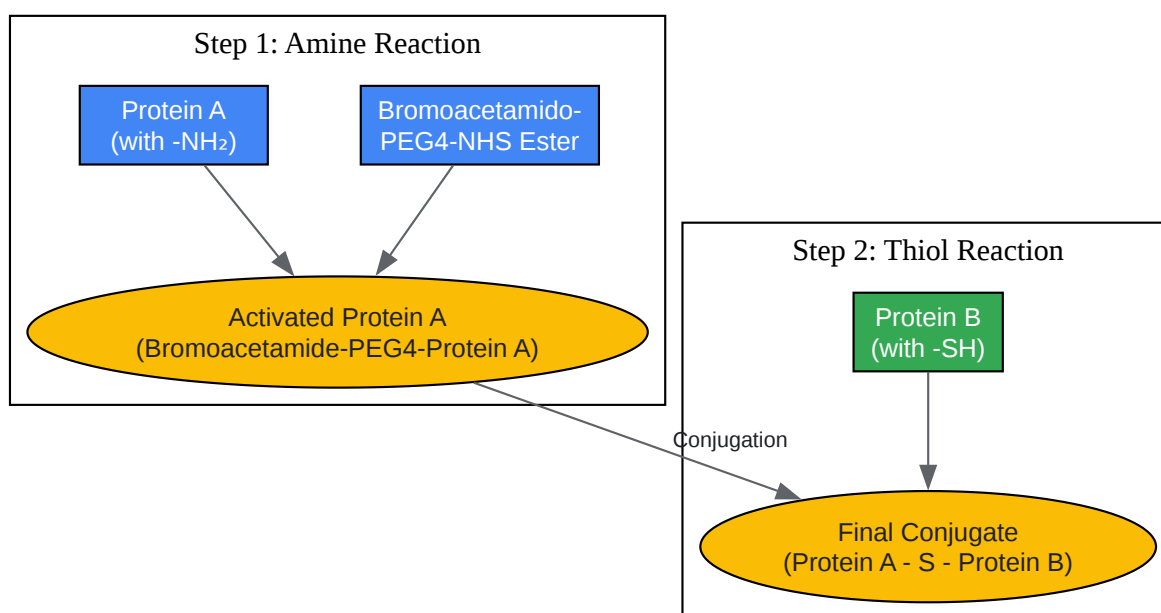 Step 1: Amine Reaction
Protein A
(with -NH₂)
Bromoacetamido-
PEG4-NHS Ester
Activated Protein A
(Bromoacetamide-PEG4-Protein A)
Step 2: Thiol Reaction
Protein B
(with -SH)
Conjugation
Final Conjugate
(Protein A - S - Protein B)